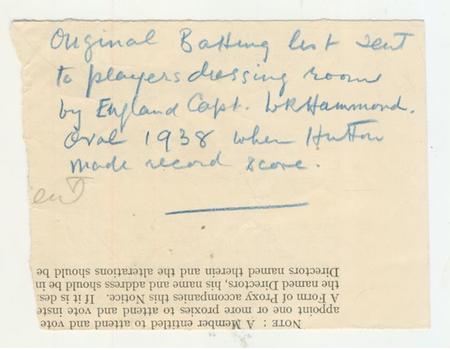 Original Batting list sent
to players dressing room
by England Capt. WR Hammond.
Oval 1938 when Hutton
made record score.
ent
NOTE : A Member entitled to attend and vote
appoint one or more proxies to attend and vote inste
A Form of Proxy accompanies this Notice. If it is des
the named Directors, his name and address should be in
Directors named therein and the alterations should be